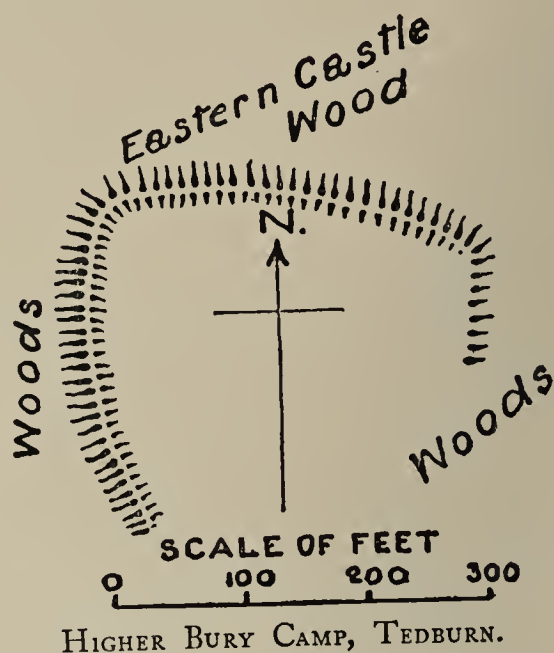 Eastern Castle
Wood
N.
Woods
Woods
SCALE OF FEET
0 100 200 300
HIGHER BURY CAMP, TEDBURN.